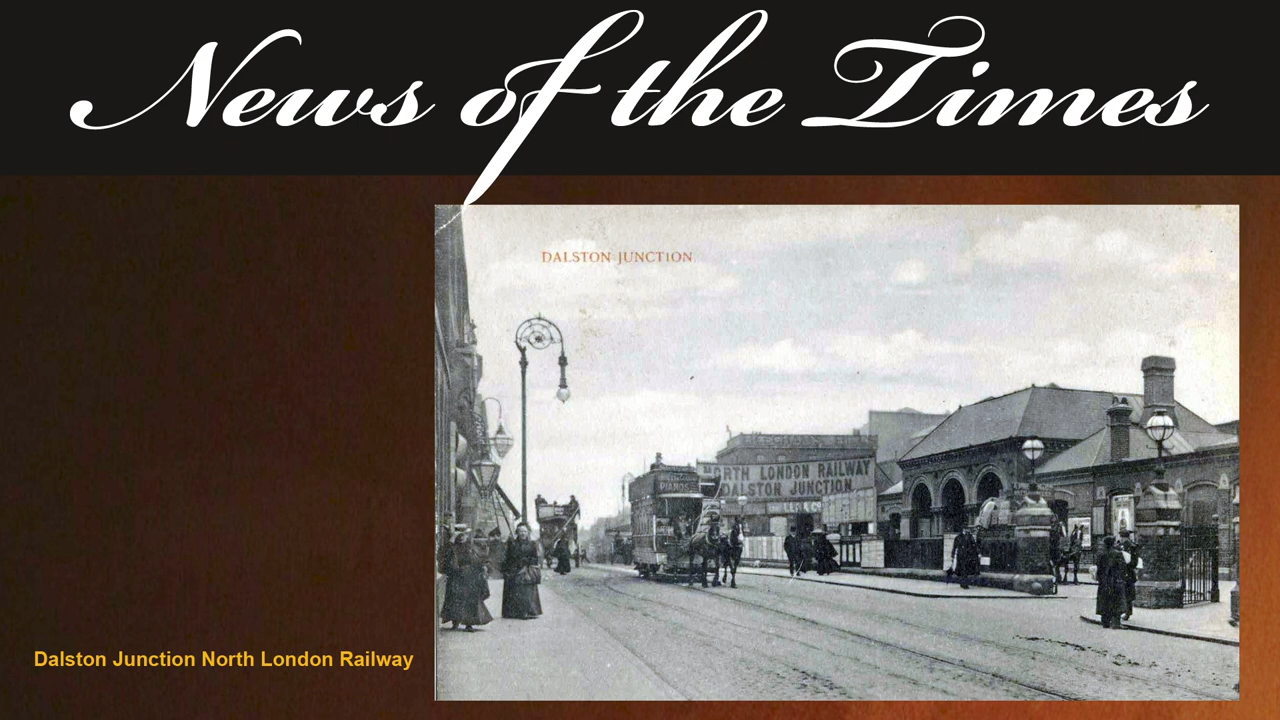 News of the Times
DALSTON JUNCTION
PIANOS
NORTH LONDON RAILWAY
DALSTON JUNCTION
Dalston Junction North London Railway